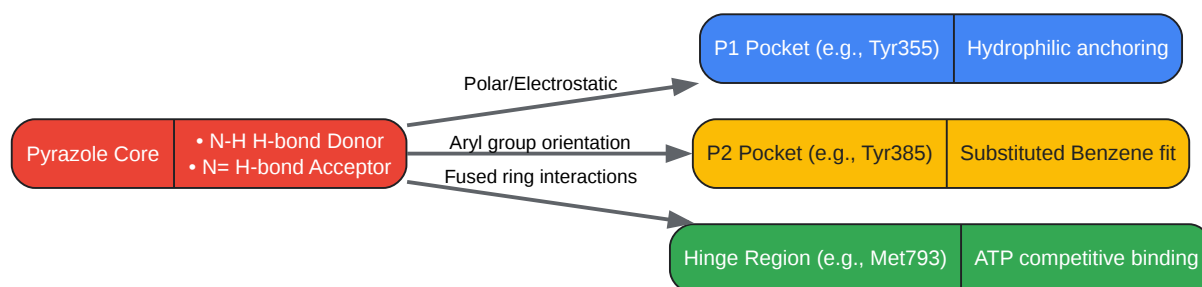 P1 Pocket (e.g., Tyr355)
Hydrophilic anchoring
Polar/Electrostatic
Pyrazole Core
• N-H H-bond Donor
• N= H-bond Acceptor
Aryl group orientation
P2 Pocket (e.g., Tyr385)
Substituted Benzene fit
Fused ring interactions
Hinge Region (e.g., Met793)
ATP competitive binding